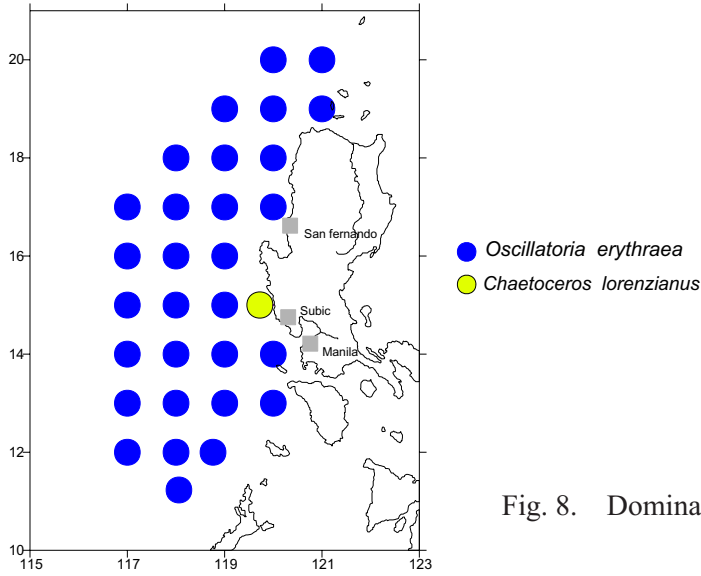 20
18
San fernando
Oscillatoria erythraea
16
Chaetoceros lorenzianus
Subic
14
Manila
12
Fig. 8. Domina
10
115 117 119 121 123